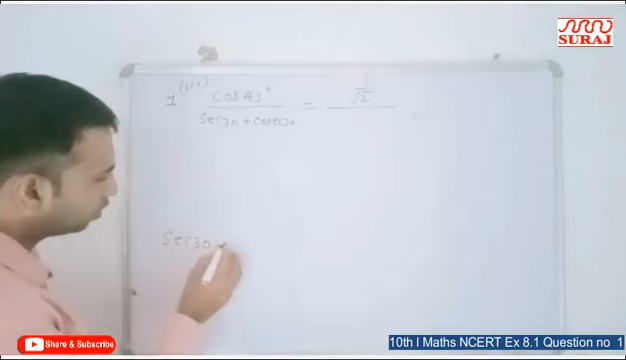 SURAJ
1 (iii) Cos 45° / Sec30 + Cosec30 = 1/√2
Sec30
Share & Subscribe
10th I Maths NCERT Ex 8.1 Question no 1